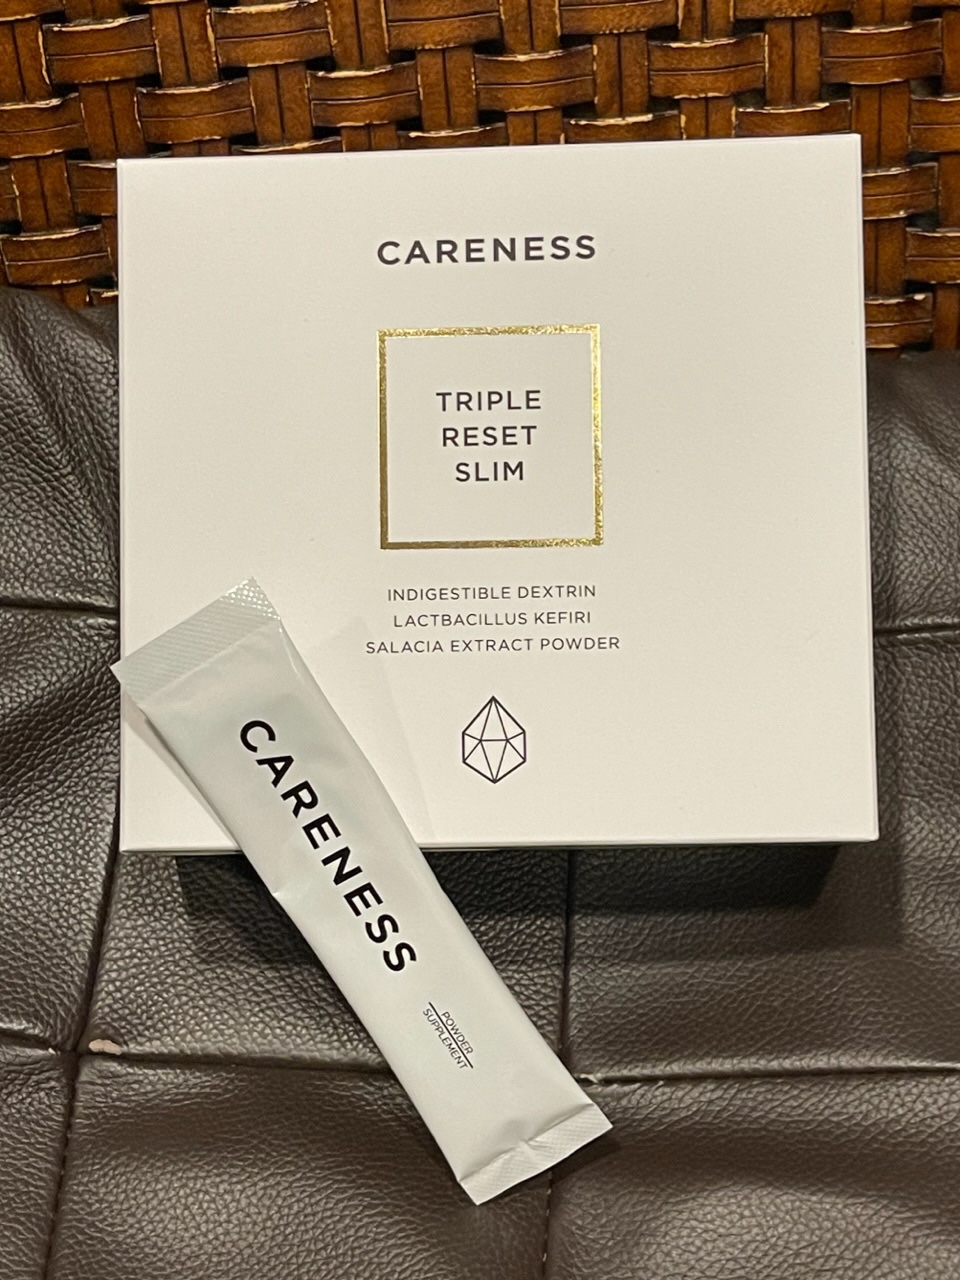 CARENESS
TRIPLE
RESET
SLIM
INDIGESTIBLE DEXTRIN
LACTBACILLUS KEFIRI
SALACIA EXTRACT POWDER
CARENESS
POWDER
SUPPLEMENT